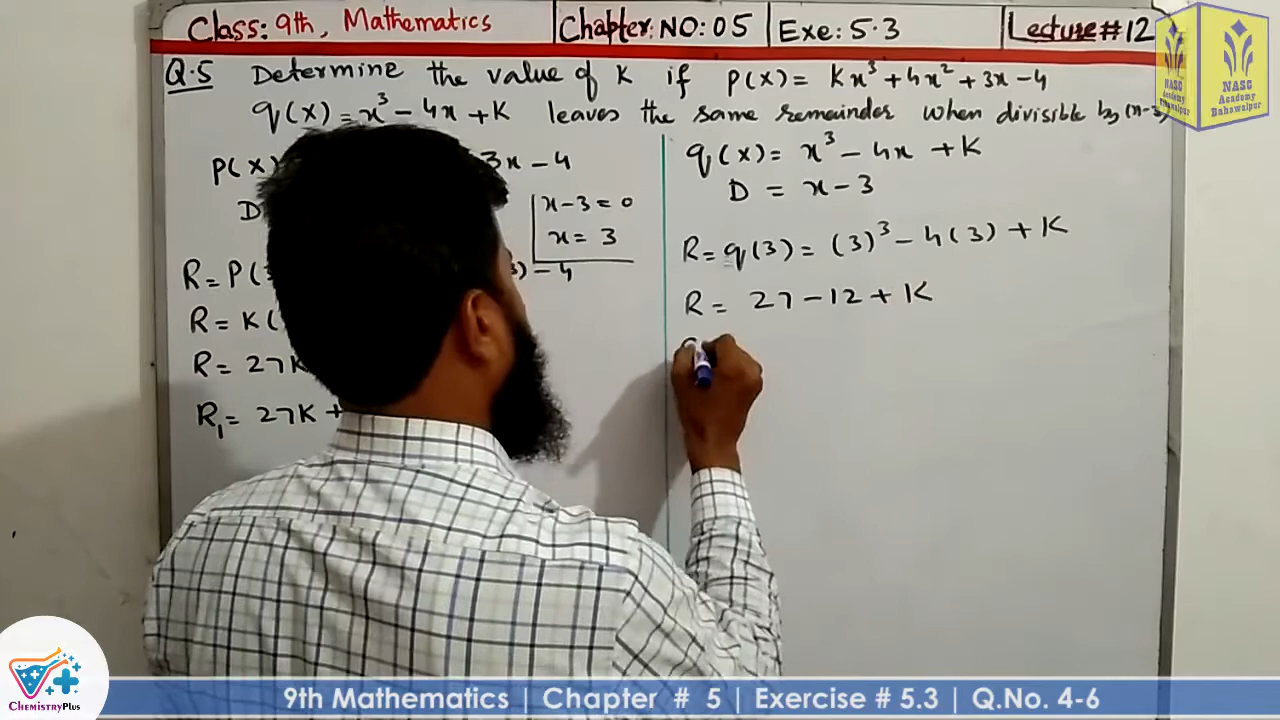 Class: 9th, Mathematics
Chapter: NO: 05
Exe: 5.3
Lecture # 12
Q.5 Determine the value of K if P(x) = Kx³ + 4x² + 3x - 4
q(x) = x³ - 4x + K leaves the same remainder when divisible by (x-3)
P(x) 3x - 4
D
x - 3 = 0
x = 3
R = P( ) - 4
R = K(
R = 27K
R₁ = 27K +
q(x) = x³ - 4x + K
D = x - 3
R = q(3) = (3)³ - 4(3) + K
R = 27 - 12 + K
NASC
Academy
Bahawalpur
NASC
Academy
Bahawalpur
ChemistryPlus
9th Mathematics | Chapter # 5 | Exercise # 5.3 | Q.No. 4-6